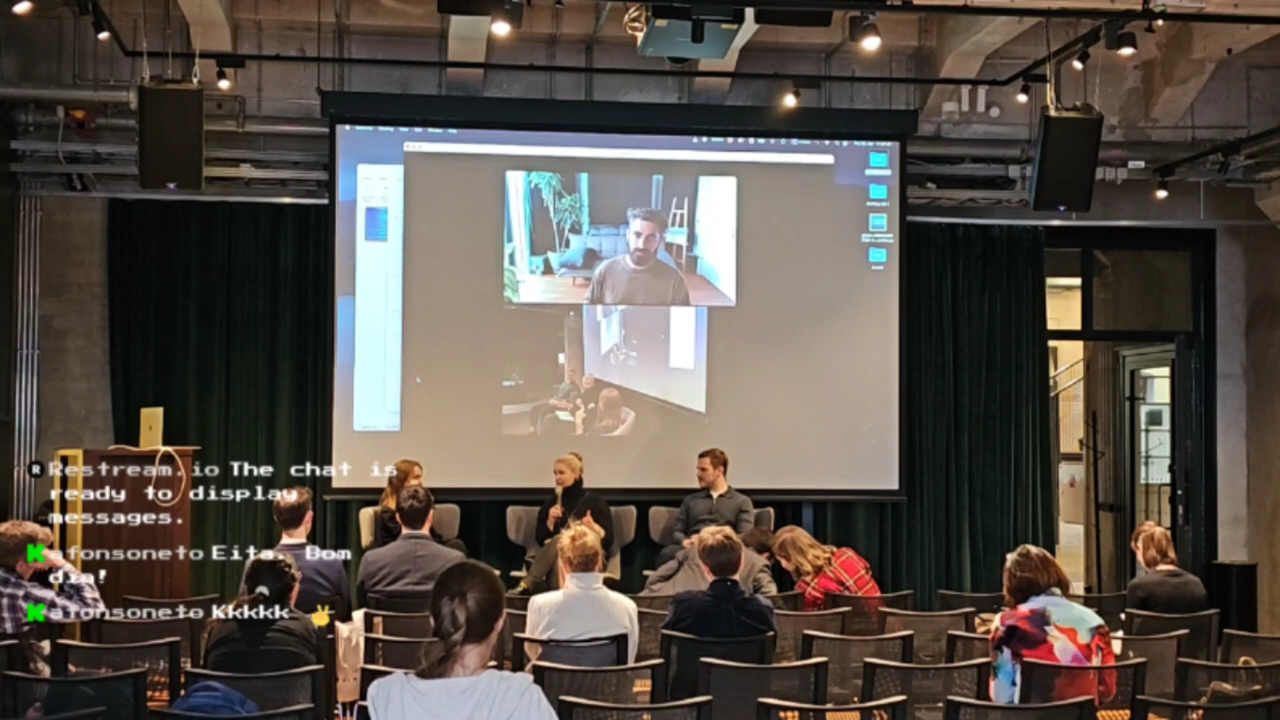 Restream.io The chat is
ready to display
messages.
afonsoneto Eita. Bom
dia!
afonsoneto Kkkkk